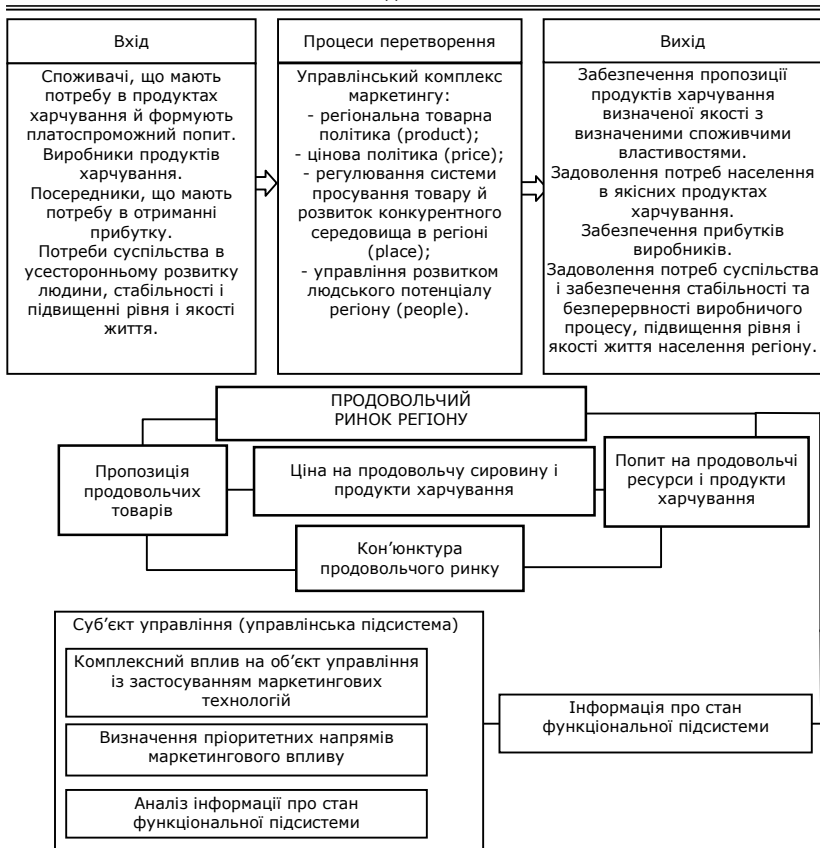 Вхід
Споживачі, що мають
потребу в продуктах
харчування й формують
платоспроможний попит.
Виробники продуктів
харчування.
Посередники, що мають
потребу в отриманні
прибутку.
Потреби суспільства в
усесторонньому розвитку
людини, стабільності і
підвищенні рівня і якості
життя.
Процеси перетворення
Управлінський комплекс
маркетингу:
- регіональна товарна
політика (product);
- цінова політика (price);
- регулювання системи
просування товару й
розвиток конкурентного
середовища в регіоні
(place);
- управління розвитком
людського потенціалу
регіону (people).
Вихід
Забезпечення пропозиції
продуктів харчування
визначеної якості з
визначеними споживчими
властивостями.
Задоволення потреб населення
в якісних продуктах
харчування.
Забезпечення прибутків
виробників.
Задоволення потреб суспільства
і забезпечення стабільності та
безперервності виробничого
процесу, підвищення рівня і
якості життя населення регіону.
ПРОДОВОЛЬЧИЙ
РИНОК РЕГІОНУ
Пропозиція
продовольчих
товарів
Ціна на продовольчу сировину і
продукти харчування
Попит на продовольчі
ресурси і продукти
харчування
Кон’юнктура
продовольчого ринку
Суб’єкт управління (управлінська підсистема)
Комплексний вплив на об’єкт управління
із застосуванням маркетингових
технологій
Визначення пріоритетних напрямів
маркетингового впливу
Аналіз інформації про стан
функціональної підсистеми
Інформація про стан
функціональної підсистеми